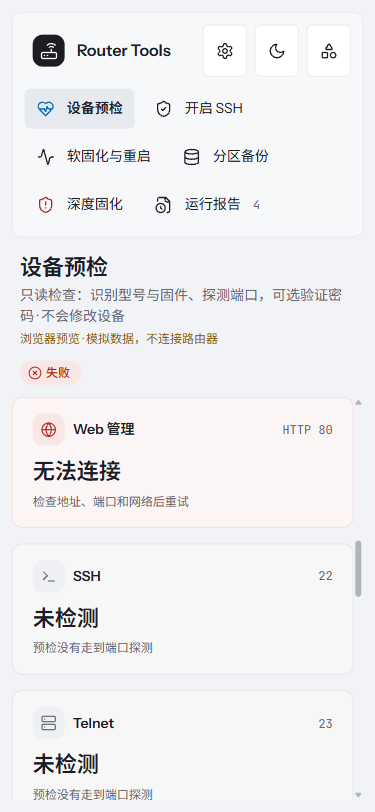 Router Tools
设备预检
开启 SSH
软固化与重启
分区备份
深度固化
运行报告 4
设备预检
只读检查：识别型号与固件、探测端口，可选验证密
码·不会修改设备
浏览器预览·模拟数据，不连接路由器
失败
Web 管理
HTTP 80
无法连接
检查地址、端口和网络后重试
SSH
22
未检测
预检没有走到端口探测
Telnet
23
未检测
预检没有走到端口探测